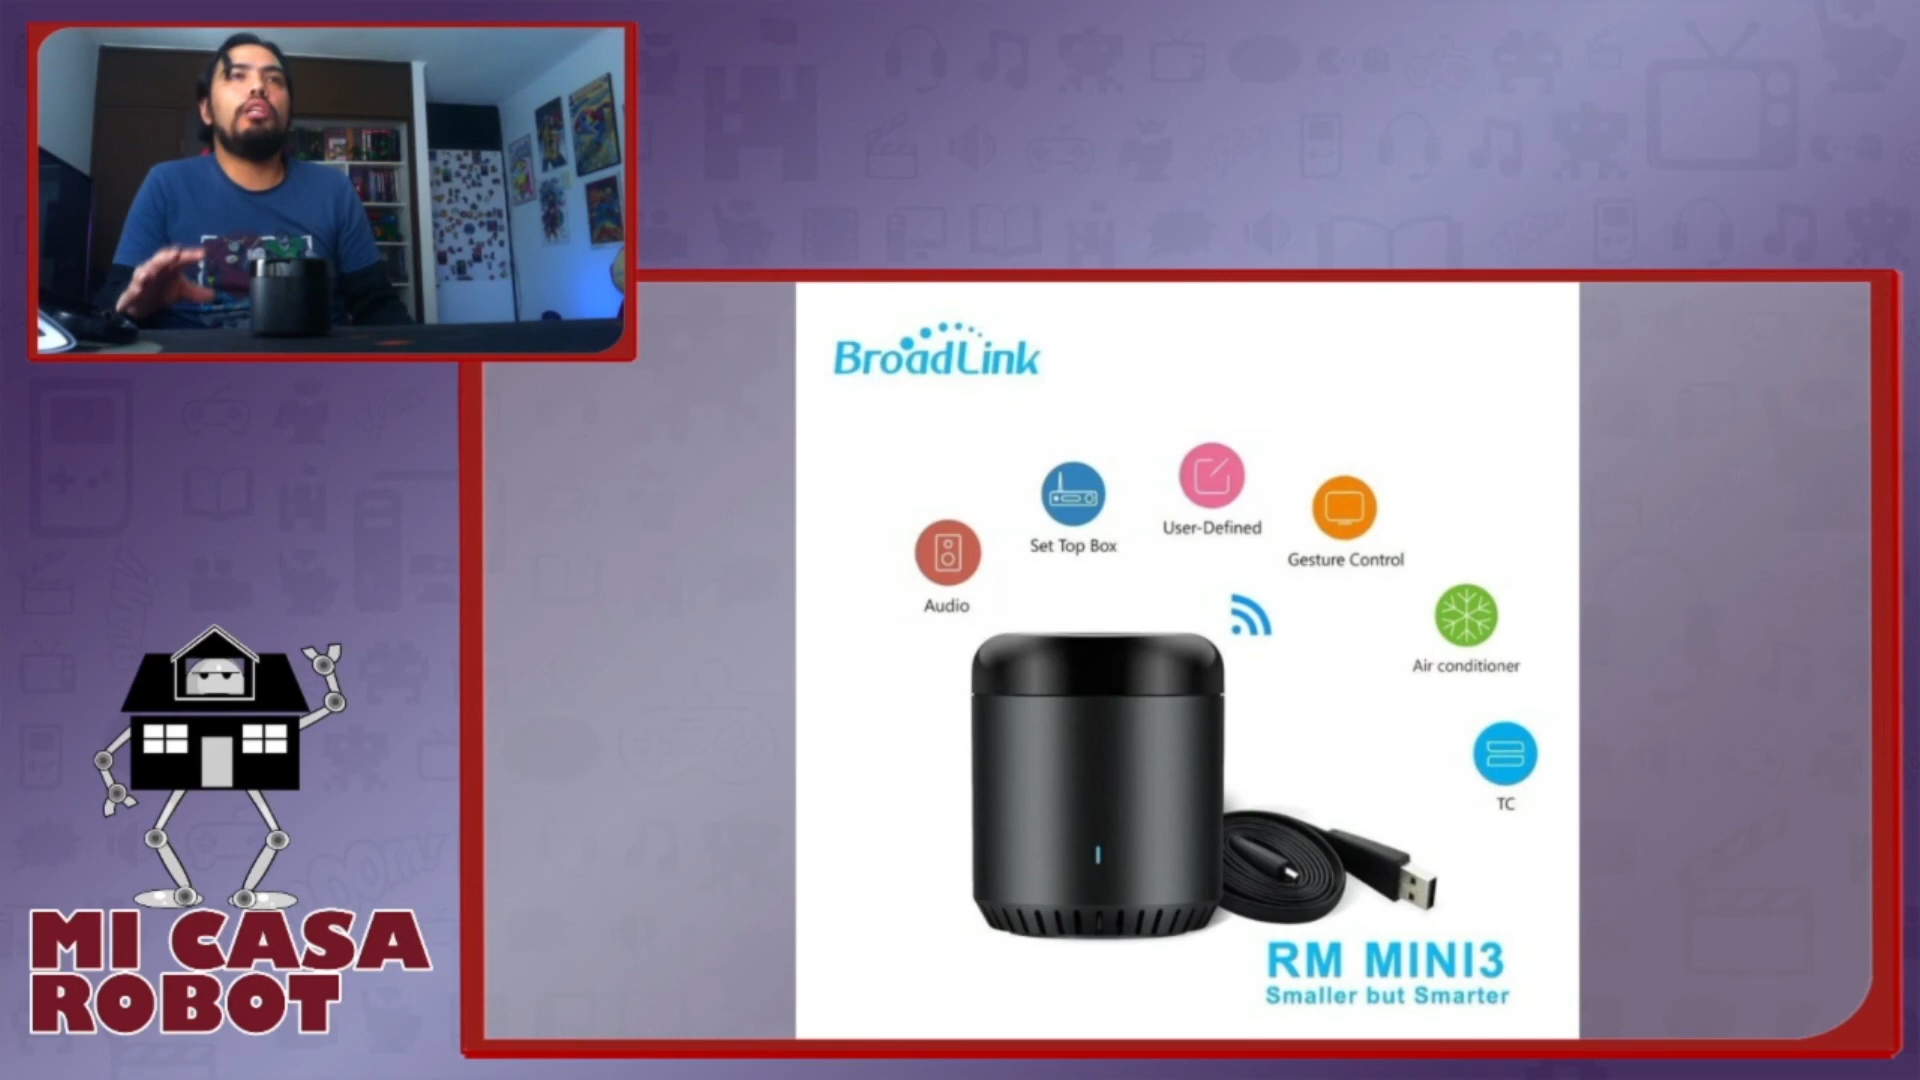 BroadLink
User-Defined
Set Top Box
Gesture Control
Audio
Air conditioner
TC
RM MINI3
Smaller but Smarter
MI CASA
ROBOT